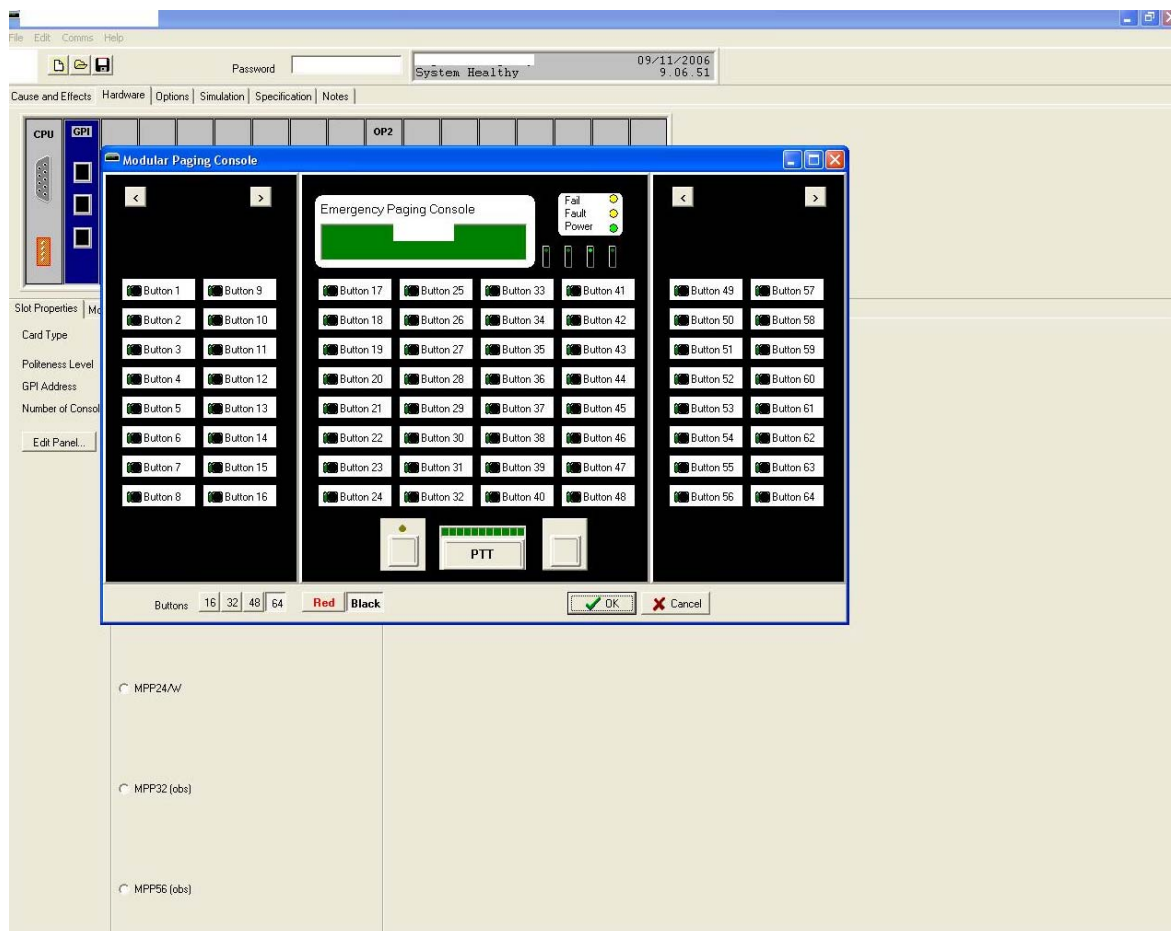 File Edit Comms Help
Password
System Healthy
09/11/2006
9.06.51
Cause and Effects Hardware Options Simulation Specification Notes
CPU GPI OP2
Modular Paging Console
< > < >
Emergency Paging Console
Fail
Fault
Power
Button 1 Button 9 Button 17 Button 25 Button 33 Button 41 Button 49 Button 57
Button 2 Button 10 Button 18 Button 26 Button 34 Button 42 Button 50 Button 58
Button 3 Button 11 Button 19 Button 27 Button 35 Button 43 Button 51 Button 59
Button 4 Button 12 Button 20 Button 28 Button 36 Button 44 Button 52 Button 60
Button 5 Button 13 Button 21 Button 29 Button 37 Button 45 Button 53 Button 61
Button 6 Button 14 Button 22 Button 30 Button 38 Button 46 Button 54 Button 62
Button 7 Button 15 Button 23 Button 31 Button 39 Button 47 Button 55 Button 63
Button 8 Button 16 Button 24 Button 32 Button 40 Button 48 Button 56 Button 64
PTT
Buttons 16 32 48 64 Red Black OK Cancel
Slot Properties
Card Type
Politeness Level
GPI Address
Number of Consol
Edit Panel...
MPP24/W
MPP32 (obs)
MPP56 (obs)